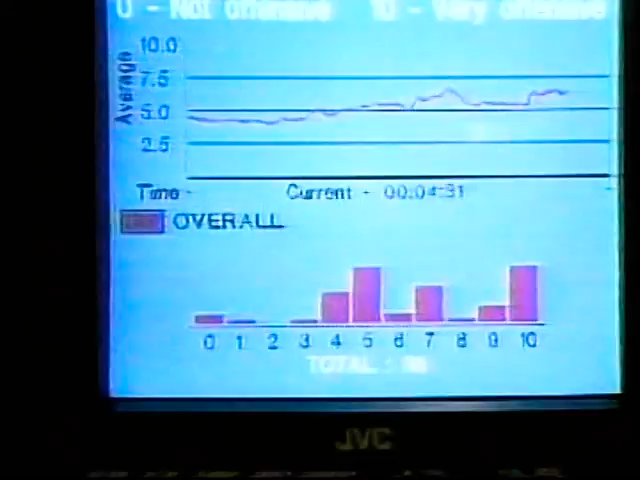 0 - Not offensive 10 - Very offensive
10.0
7.5
Average
5.0
2.5
Time - Current - 00:04:31
OVERALL
0 1 2 3 4 5 6 7 8 9 10
TOTAL :
JVC